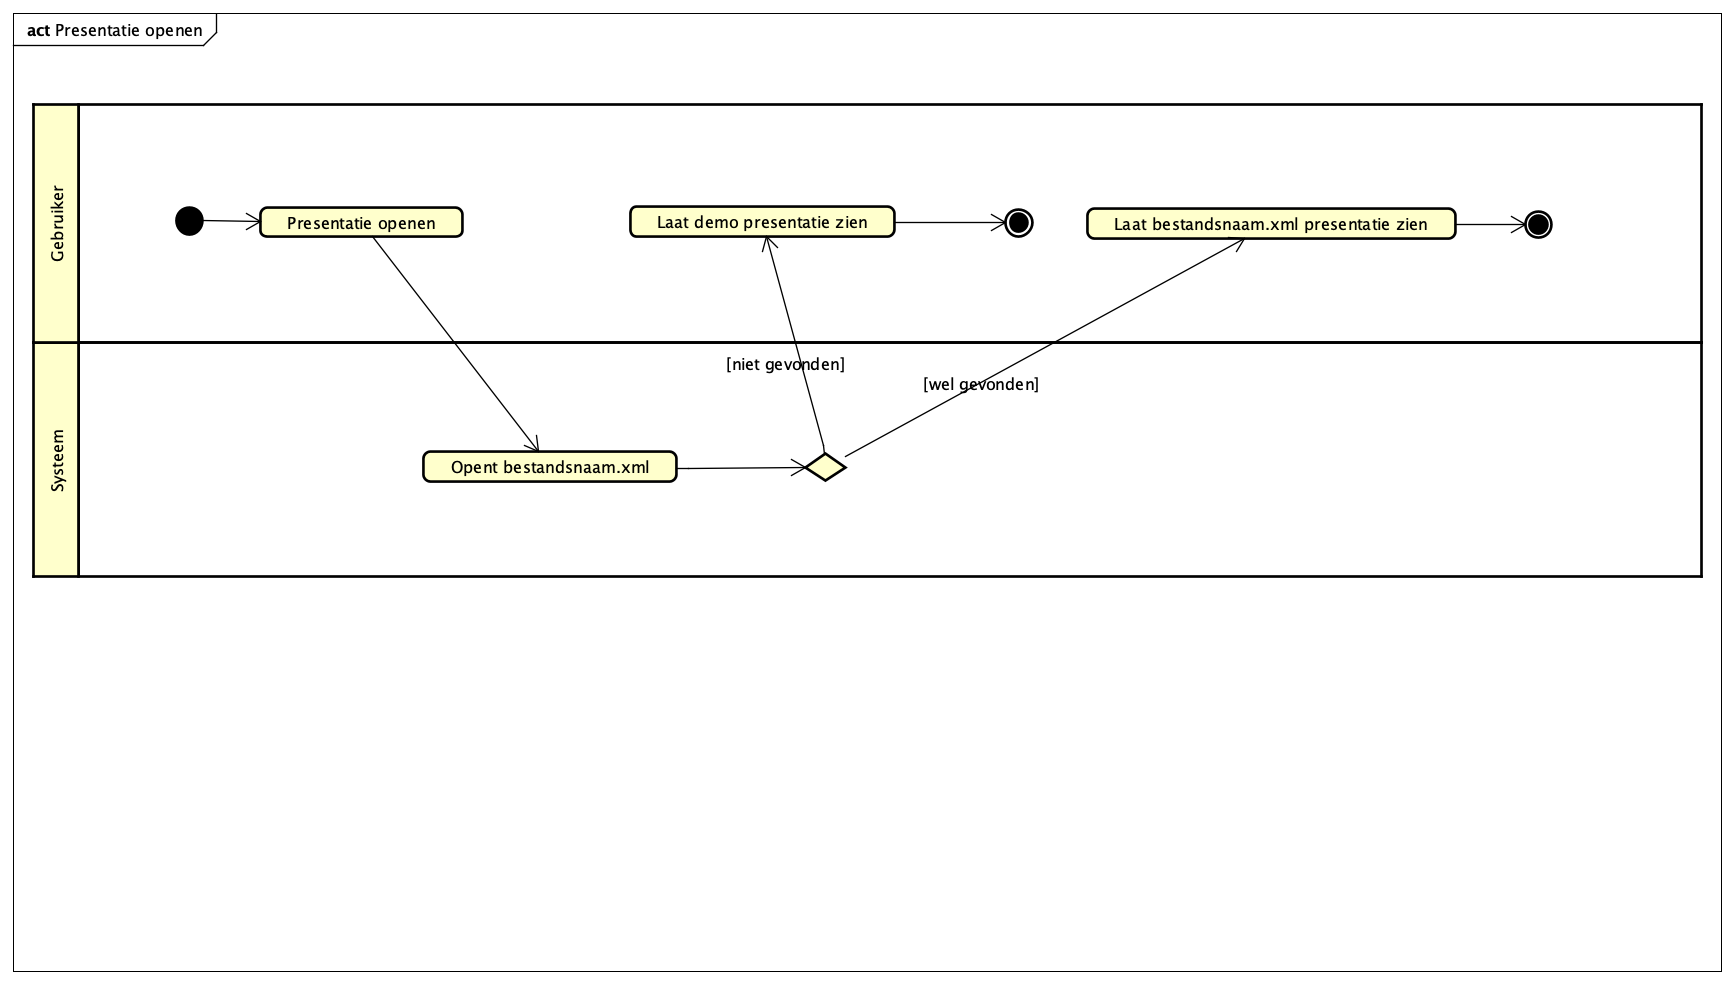 act Presentatie openen
Gebruiker
Presentatie openen
Laat demo presentatie zien
Laat bestandsnaam.xml presentatie zien
[niet gevonden]
[wel gevonden]
Systeem
Opent bestandsnaam.xml